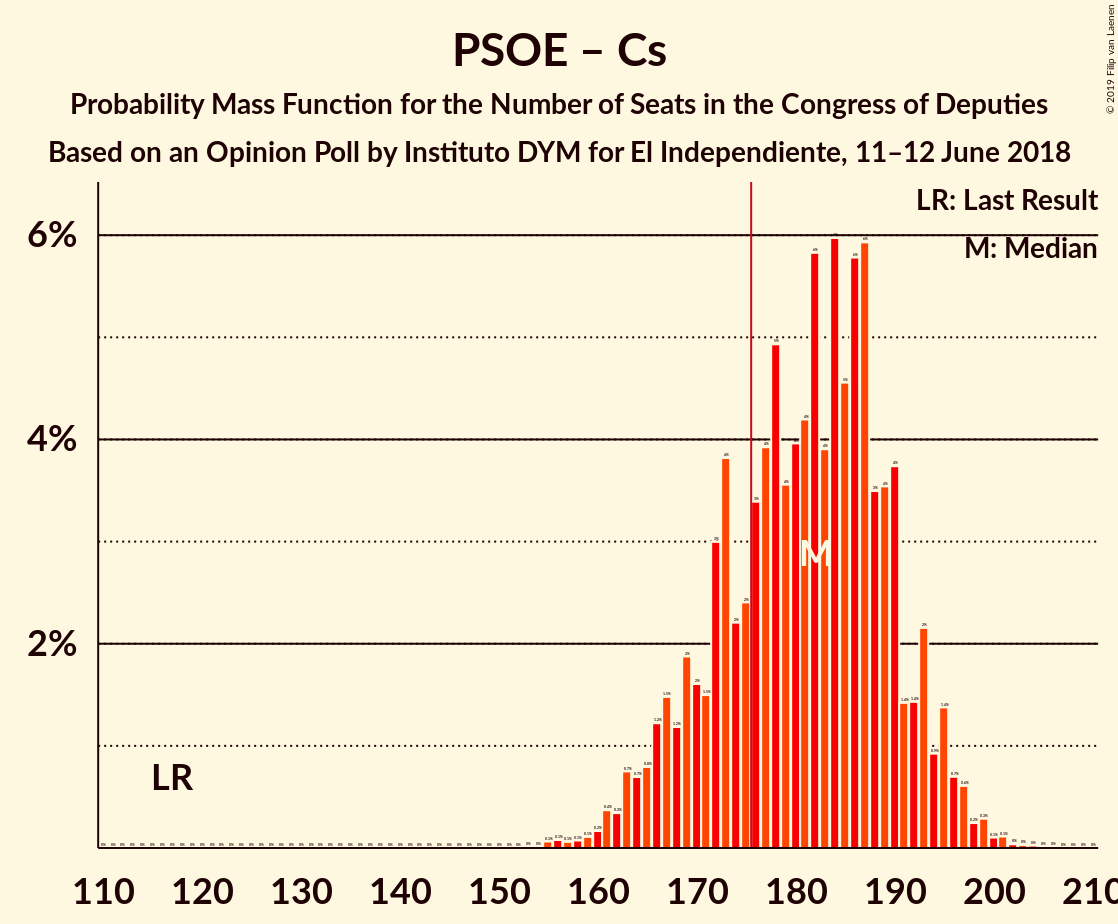 PSOE – Cs
Probability Mass Function for the Number of Seats in the Congress of Deputies
Based on an Opinion Poll by Instituto DYM for El Independiente, 11–12 June 2018
© 2019 Filip van Laenen
LR: Last Result
M: Median
6%
4%
2%
LR
M
110 120 130 140 150 160 170 180 190 200 210